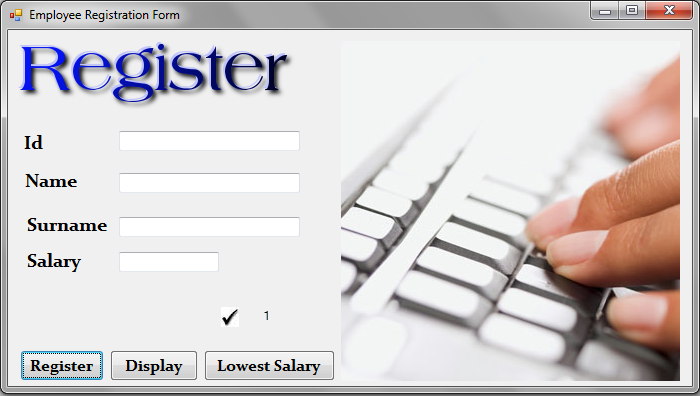 Employee Registration Form
Register
Id
Name
Surname
Salary
1
Register Display Lowest Salary